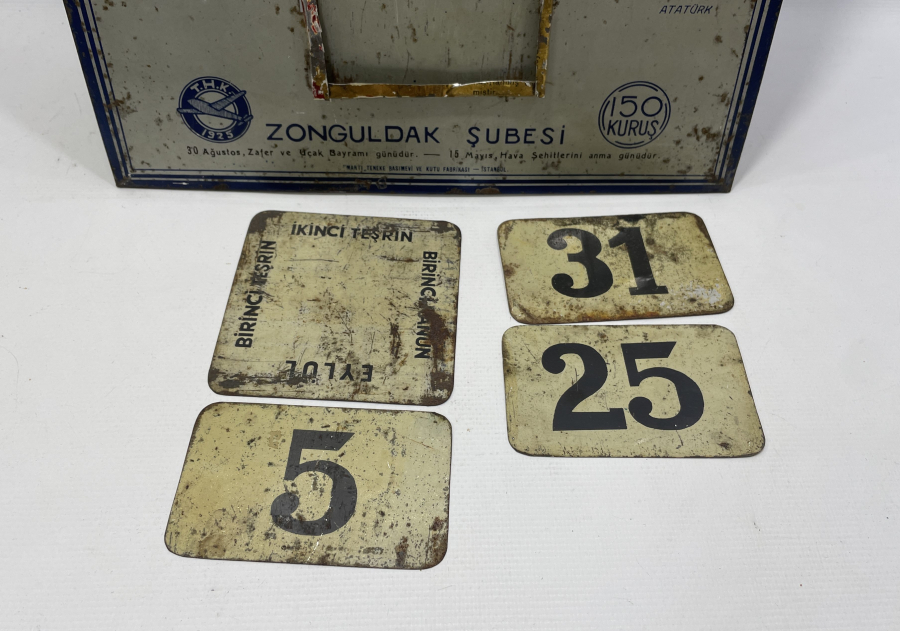 ATATÜRK
T.H.K.
1925
ZONGULDAK ŞUBESİ
150
KURUŞ
30 Ağustos, Zafer ve Uçak Bayramı günüdür. — 15 Mayıs, Hava Şehitlerini anma günüdür
İKİNCİ TEŞRİN
BİRİNCİ TEŞRİN
BİRİNCİ KANUN
EYLÜL
31
25
5